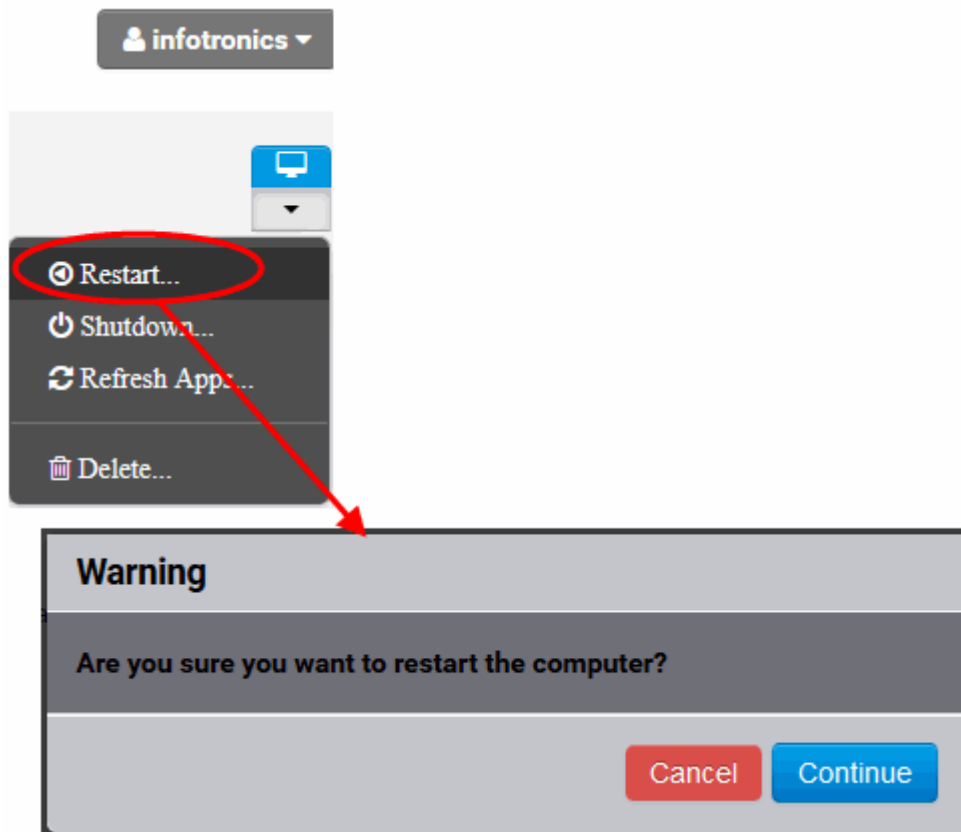 infotronics
Restart...
Shutdown...
Refresh Apps...
Delete...
Warning
Are you sure you want to restart the computer?
Cancel Continue